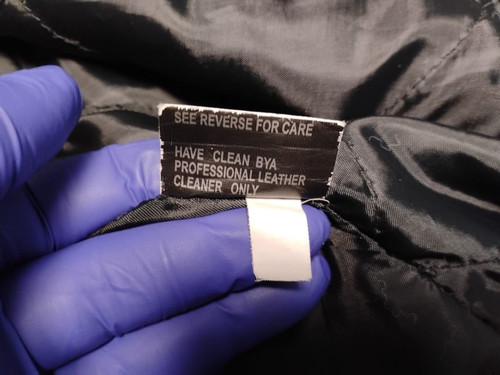 SEE REVERSE FOR CARE
HAVE CLEAN BYA
PROFESSIONAL LEATHER
CLEANER ONLY